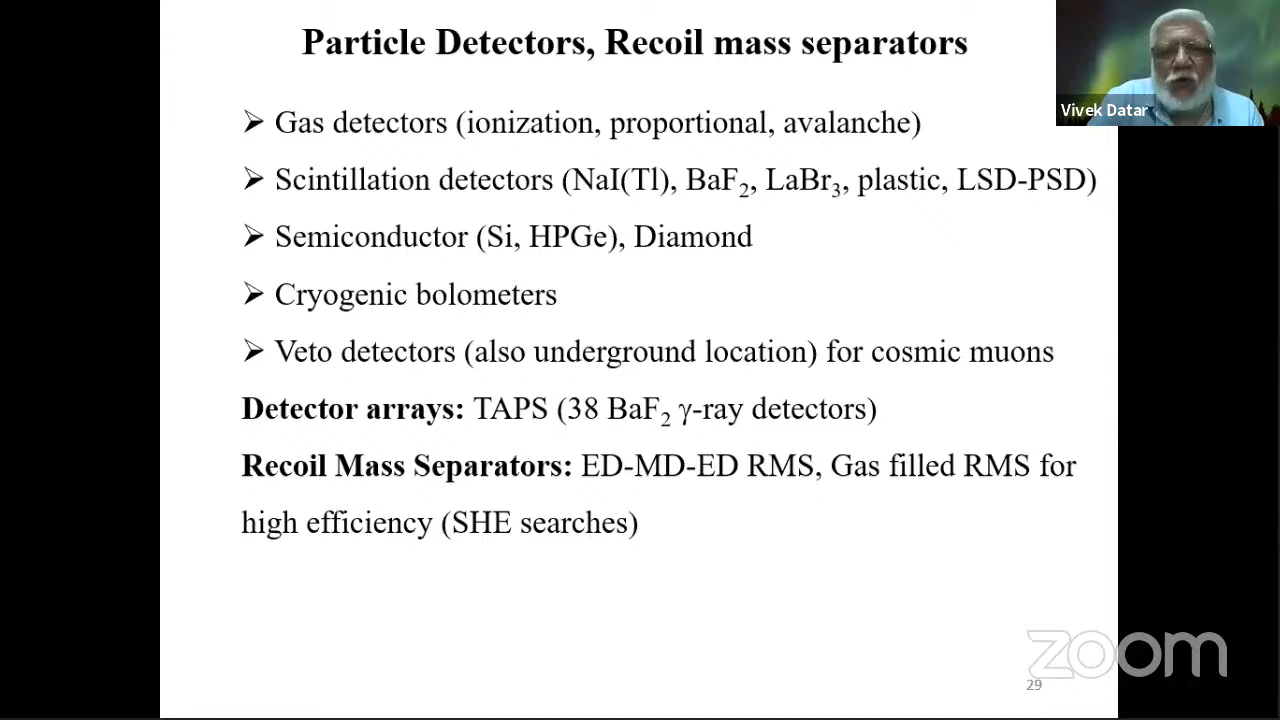 Particle Detectors, Recoil mass separators
Vivek Datar
➢ Gas detectors (ionization, proportional, avalanche)
➢ Scintillation detectors (NaI(Tl), BaF₂, LaBr₃, plastic, LSD-PSD)
➢ Semiconductor (Si, HPGe), Diamond
➢ Cryogenic bolometers
➢ Veto detectors (also underground location) for cosmic muons
Detector arrays: TAPS (38 BaF₂ γ-ray detectors)
Recoil Mass Separators: ED-MD-ED RMS, Gas filled RMS for
high efficiency (SHE searches)
zoom
29